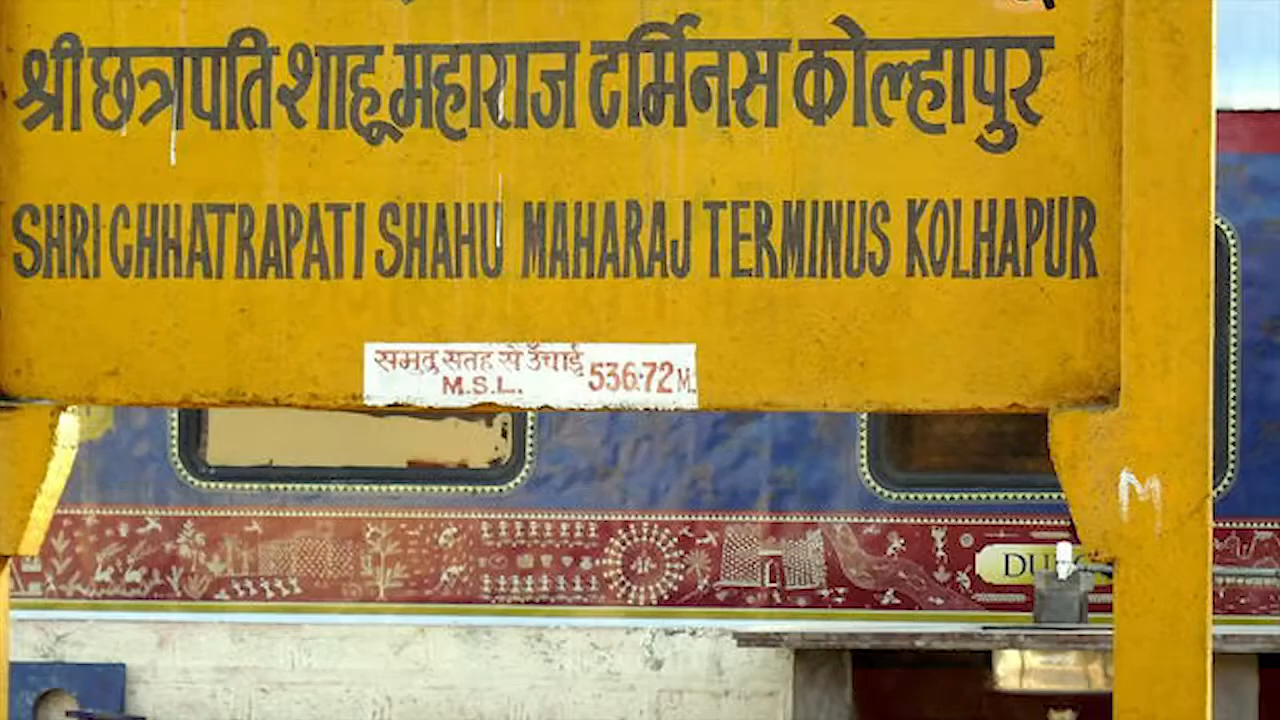 श्री छत्रपति शाहू महाराज टर्मिनस कोल्हापुर
SHRI CHHATRAPATI SHAHU MAHARAJ TERMINUS KOLHAPUR
समुद्र सतह से उँचाई 536.72 M.
M.S.L.
M